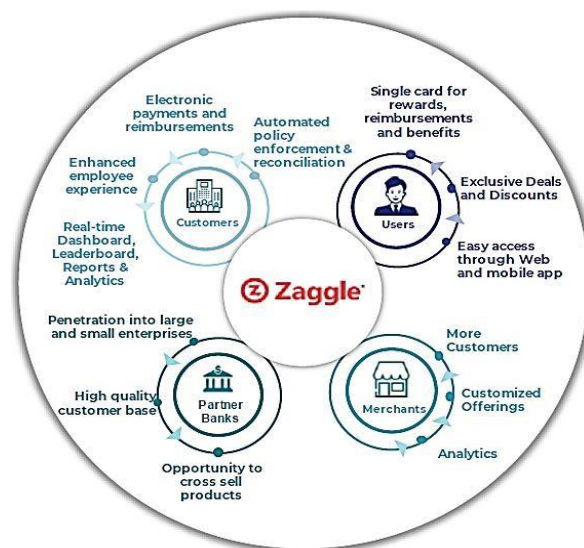 Electronic
payments and
reimbursements
Automated
policy
enforcement &
reconciliation
Enhanced
employee
experience
Real-time
Dashboard,
Leaderboard,
Reports &
Analytics
Customers
Single card for
rewards,
reimbursements
and benefits
Exclusive Deals
and Discounts
Easy access
through Web
and mobile app
Users
Zaggle
Penetration into large
and small enterprises
High quality
customer base
Opportunity to
cross sell
products
$
Partner
Banks
More
Customers
Customized
Offerings
Analytics
Merchants